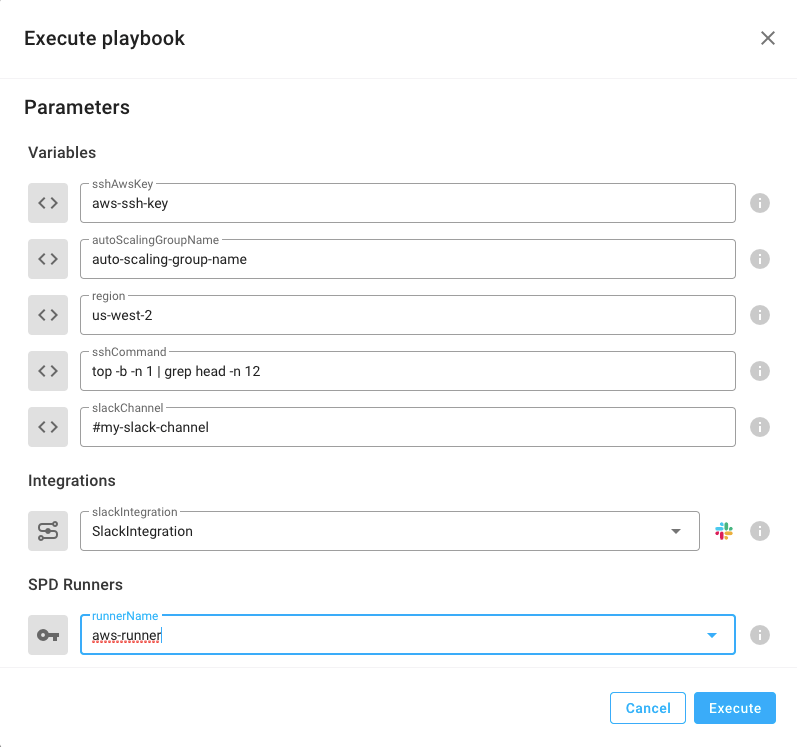 Execute playbook
Parameters
Variables
sshAwsKey
aws-ssh-key
autoScalingGroupName
auto-scaling-group-name
region
us-west-2
sshCommand
top -b -n 1 | grep head -n 12
slackChannel
#my-slack-channel
Integrations
slackIntegration
SlackIntegration
SPD Runners
runnerName
aws-runner
Cancel Execute